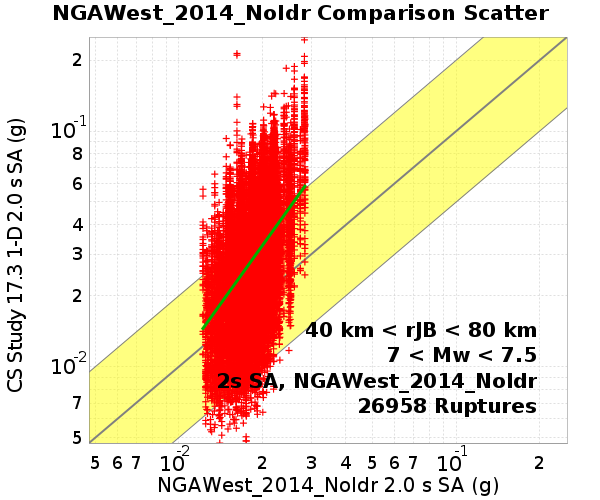 NGAWest_2014_NoIdr Comparison Scatter
CS Study 17.3 1-D 2.0 s SA (g)
2
10-1
8
6
4
3
2
10-2
7
5
40 km < rJB < 80 km
7 < Mw < 7.5
2s SA, NGAWest_2014_NoIdr
26958 Ruptures
5 6 7 10-2 2 3 4 5 6 7 10-1 2
NGAWest_2014_NoIdr 2.0 s SA (g)